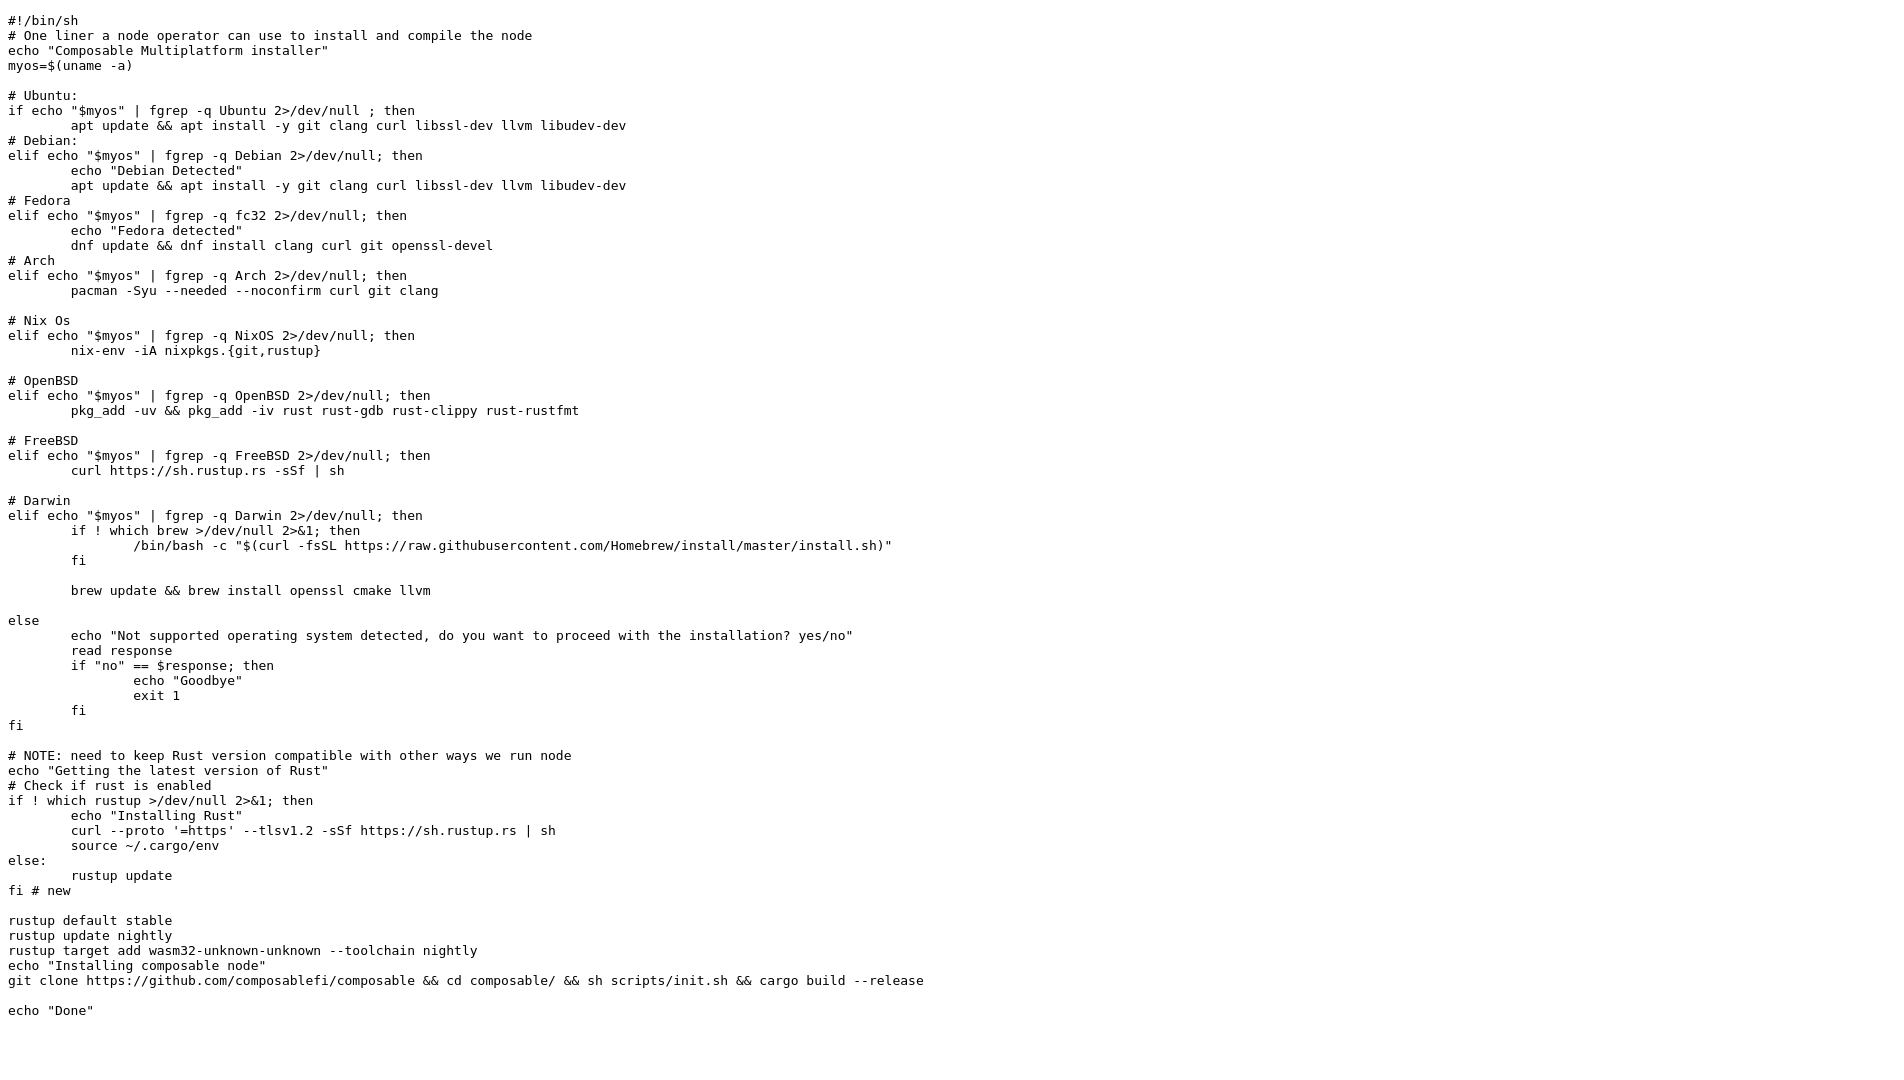 #!/bin/sh
# One liner a node operator can use to install and compile the node
echo "Composable Multiplatform installer"
myos=$(uname -a)

# Ubuntu:
if echo "$myos" | fgrep -q Ubuntu 2>/dev/null ; then
        apt update && apt install -y git clang curl libssl-dev llvm libudev-dev
# Debian:
elif echo "$myos" | fgrep -q Debian 2>/dev/null; then
        echo "Debian Detected"
        apt update && apt install -y git clang curl libssl-dev llvm libudev-dev
# Fedora
elif echo "$myos" | fgrep -q fc32 2>/dev/null; then
        echo "Fedora detected"
        dnf update && dnf install clang curl git openssl-devel
# Arch
elif echo "$myos" | fgrep -q Arch 2>/dev/null; then
        pacman -Syu --needed --noconfirm curl git clang

# Nix Os
elif echo "$myos" | fgrep -q NixOS 2>/dev/null; then
        nix-env -iA nixpkgs.{git,rustup}

# OpenBSD
elif echo "$myos" | fgrep -q OpenBSD 2>/dev/null; then
        pkg_add -uv && pkg_add -iv rust rust-gdb rust-clippy rust-rustfmt

# FreeBSD
elif echo "$myos" | fgrep -q FreeBSD 2>/dev/null; then
        curl https://sh.rustup.rs -sSf | sh

# Darwin
elif echo "$myos" | fgrep -q Darwin 2>/dev/null; then
        if ! which brew >/dev/null 2>&1; then
                /bin/bash -c "$(curl -fsSL https://raw.githubusercontent.com/Homebrew/install/master/install.sh)"
        fi

        brew update && brew install openssl cmake llvm

else
        echo "Not supported operating system detected, do you want to proceed with the installation? yes/no"
        read response
        if "no" == $response; then
                echo "Goodbye"
                exit 1
        fi
fi

# NOTE: need to keep Rust version compatible with other ways we run node
echo "Getting the latest version of Rust"
# Check if rust is enabled
if ! which rustup >/dev/null 2>&1; then
        echo "Installing Rust"
        curl --proto '=https' --tlsv1.2 -sSf https://sh.rustup.rs | sh
        source ~/.cargo/env
else:
        rustup update
fi # new

rustup default stable
rustup update nightly
rustup target add wasm32-unknown-unknown --toolchain nightly
echo "Installing composable node"
git clone https://github.com/composablefi/composable && cd composable/ && sh scripts/init.sh && cargo build --release

echo "Done"